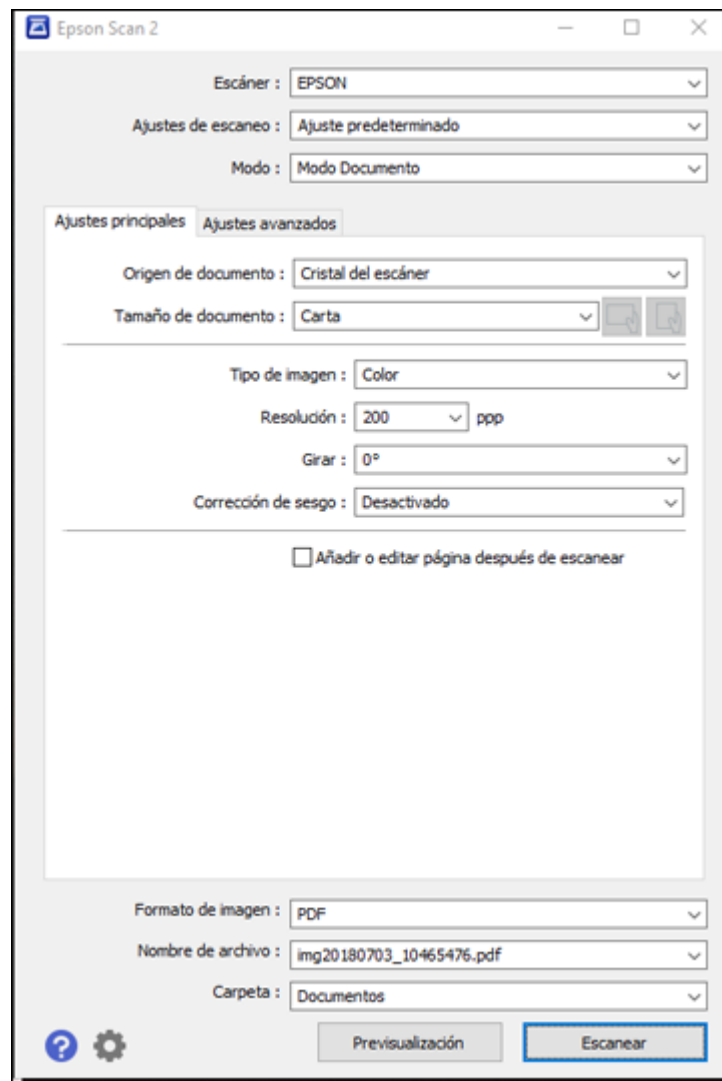 Epson Scan 2
Escáner : EPSON
Ajustes de escaneo : Ajuste predeterminado
Modo : Modo Documento
Ajustes principales Ajustes avanzados
Origen de documento : Cristal del escáner
Tamaño de documento : Carta
Tipo de imagen : Color
Resolución : 200 ppp
Girar : 0°
Corrección de sesgo : Desactivado
Añadir o editar página después de escanear
Formato de imagen : PDF
Nombre de archivo : img20180703_10465476.pdf
Carpeta : Documentos
? Previsualización Escanear